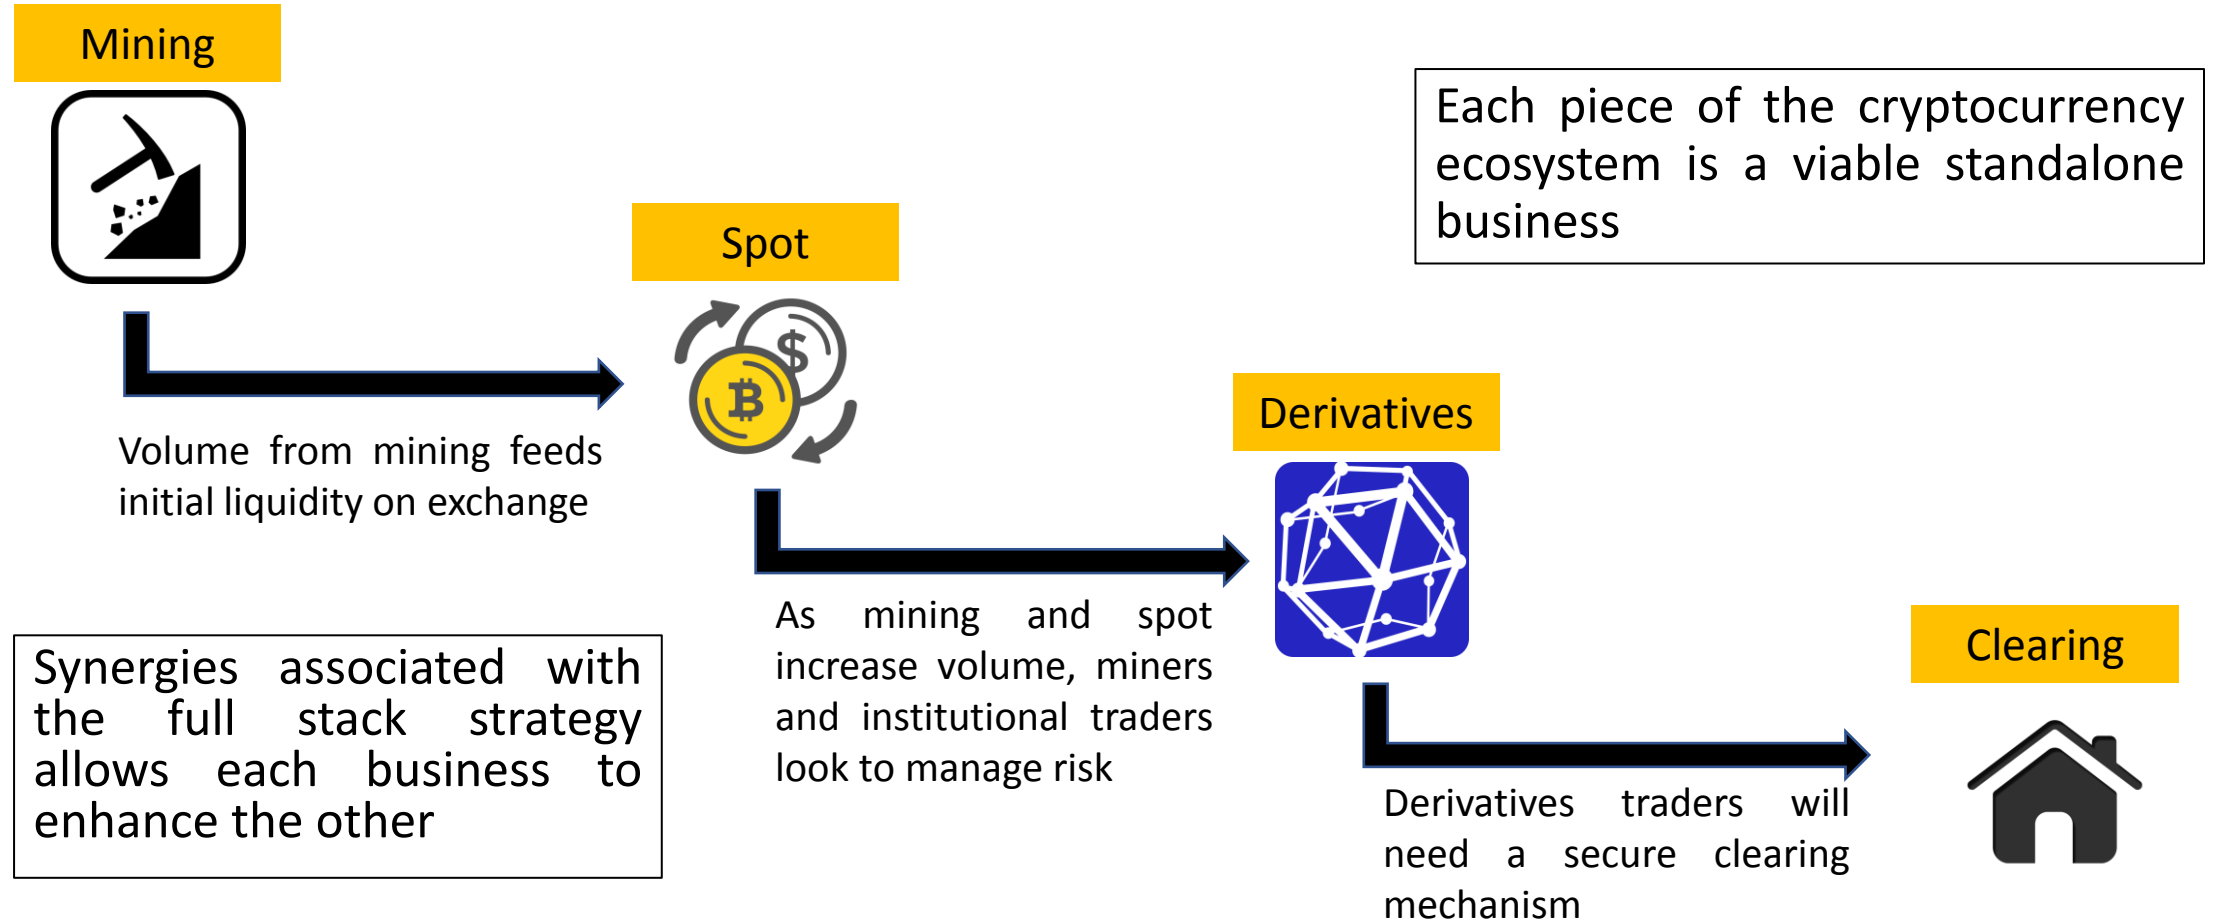 Mining
Each piece of the cryptocurrency
ecosystem is a viable standalone
business
Spot
$
B
Volume from mining feeds
initial liquidity on exchange
Derivatives
As mining and spot
increase volume, miners
and institutional traders
look to manage risk
Synergies associated with
the full stack strategy
allows each business to
enhance the other
Clearing
Derivatives traders will
need a secure clearing
mechanism